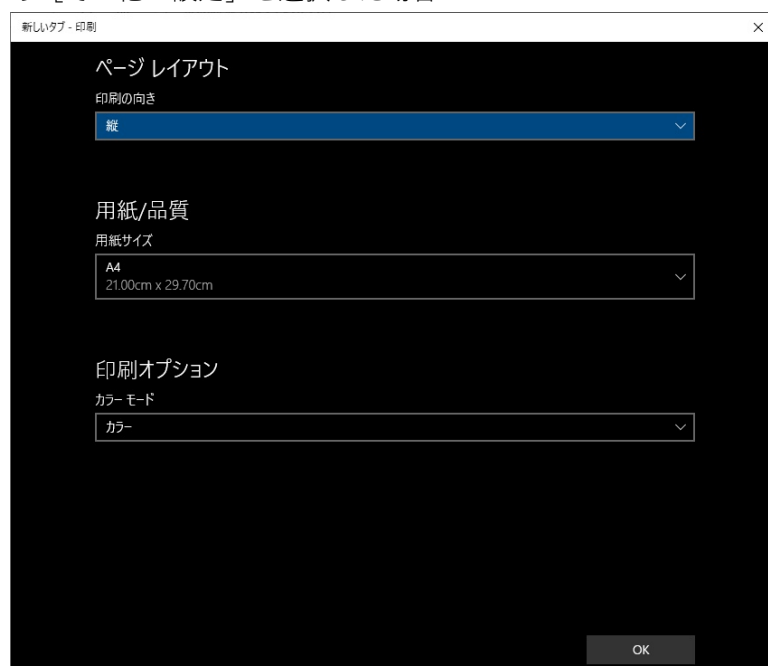 新しいタブ - 印刷
ページ レイアウト
印刷の向き
縦
用紙/品質
用紙サイズ
A4
21.00cm x 29.70cm
印刷オプション
カラー モード
カラー
OK